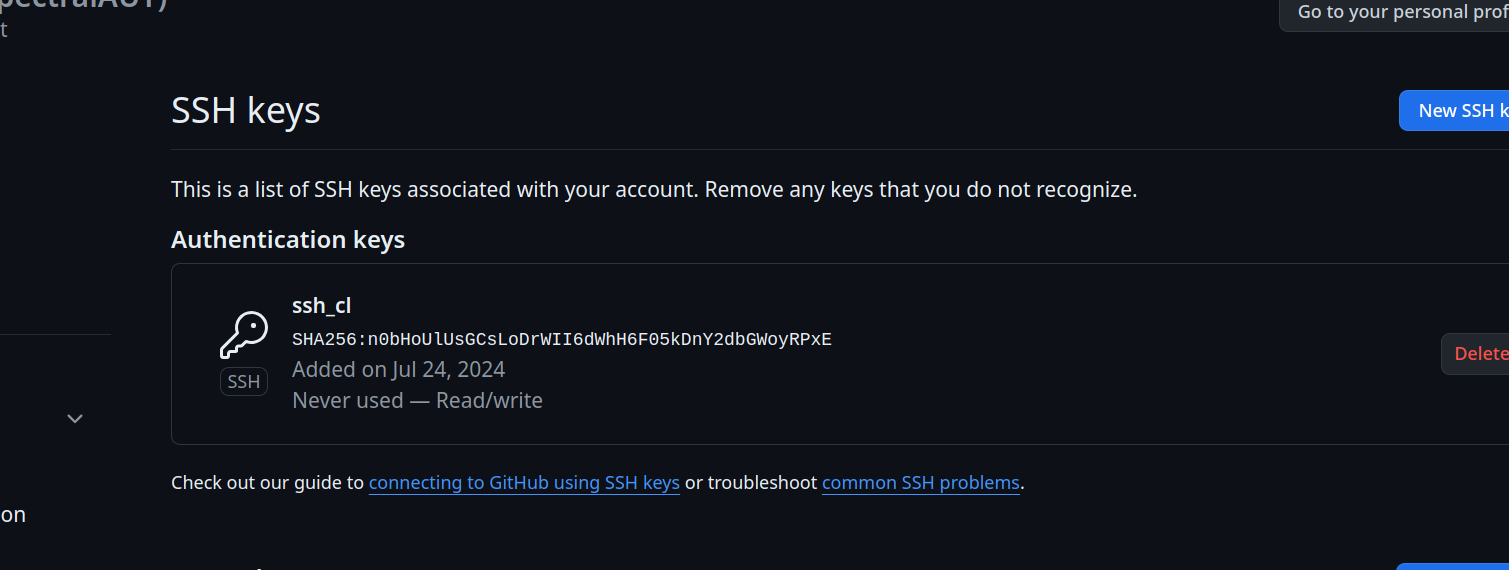 t
Go to your personal prof
SSH keys
New SSH k
This is a list of SSH keys associated with your account. Remove any keys that you do not recognize.
Authentication keys
ssh_cl
SHA256:n0bHoUlUsGCsLoDrWII6dWhH6F05kDnY2dbGWoyRPxE
Added on Jul 24, 2024
Never used — Read/write
SSH
Delete
Check out our guide to connecting to GitHub using SSH keys or troubleshoot common SSH problems.
on